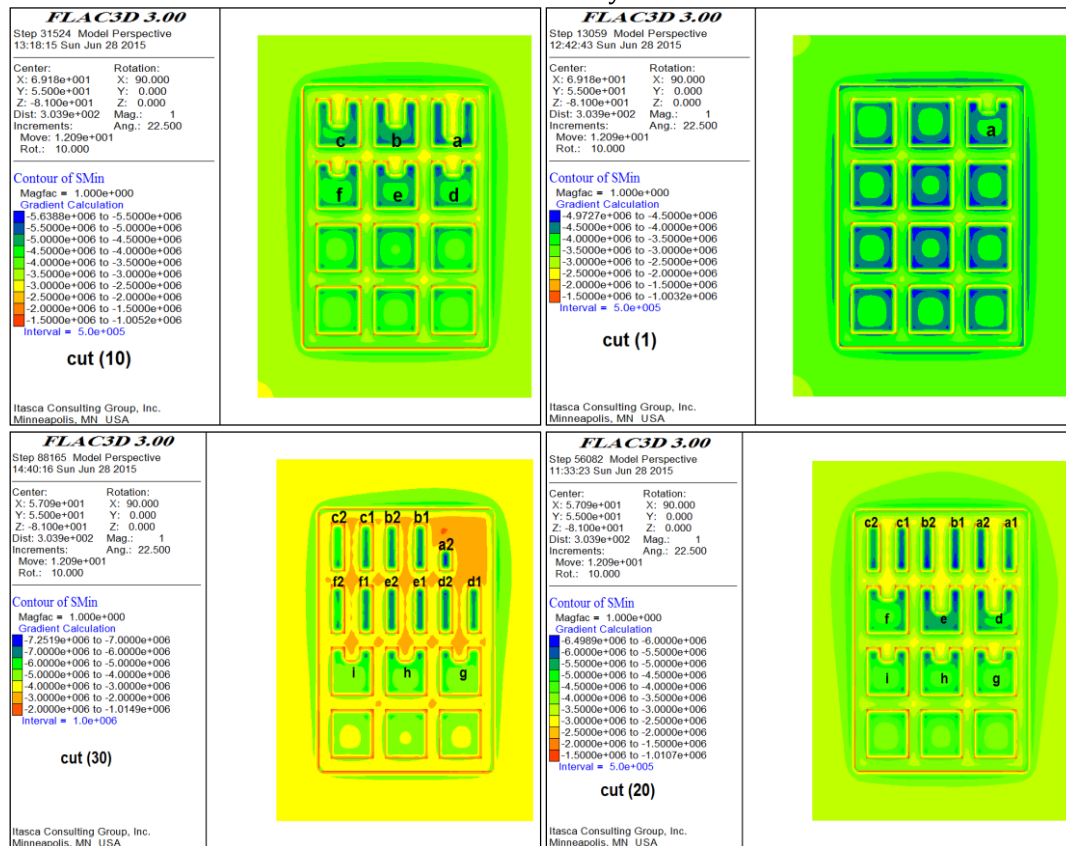 FLAC3D 3.00
Step 31524 Model Perspective
13:18:15 Sun Jun 28 2015
Center: Rotation:
X: 6.918e+001 X: 90.000
Y: 5.500e+001 Y: 0.000
Z: -8.100e+001 Z: 0.000
Dist: 3.039e+002 Mag.: 1
Increments: Ang.: 22.500
Move: 1.209e+001
Rot.: 10.000
Contour of SMin
Magfac = 1.000e+000
Gradient Calculation
-5.6388e+006 to -5.5000e+006
-5.5000e+006 to -5.0000e+006
-5.0000e+006 to -4.5000e+006
-4.5000e+006 to -4.0000e+006
-4.0000e+006 to -3.5000e+006
-3.5000e+006 to -3.0000e+006
-3.0000e+006 to -2.5000e+006
-2.5000e+006 to -2.0000e+006
-2.0000e+006 to -1.5000e+006
-1.5000e+006 to -1.0052e+006
Interval = 5.0e+005
cut (10)
Itasca Consulting Group, Inc.
Minneapolis, MN USA
c b a
f e d
FLAC3D 3.00
Step 13059 Model Perspective
12:42:43 Sun Jun 28 2015
Center: Rotation:
X: 6.918e+001 X: 90.000
Y: 5.500e+001 Y: 0.000
Z: -8.100e+001 Z: 0.000
Dist: 3.039e+002 Mag.: 1
Increments: Ang.: 22.500
Move: 1.209e+001
Rot.: 10.000
Contour of SMin
Magfac = 1.000e+000
Gradient Calculation
-4.9727e+006 to -4.5000e+006
-4.5000e+006 to -4.0000e+006
-4.0000e+006 to -3.5000e+006
-3.5000e+006 to -3.0000e+006
-3.0000e+006 to -2.5000e+006
-2.5000e+006 to -2.0000e+006
-2.0000e+006 to -1.5000e+006
-1.5000e+006 to -1.0032e+006
Interval = 5.0e+005
cut (1)
Itasca Consulting Group, Inc.
Minneapolis, MN USA
a
FLAC3D 3.00
Step 88165 Model Perspective
14:40:16 Sun Jun 28 2015
Center: Rotation:
X: 5.709e+001 X: 90.000
Y: 5.500e+001 Y: 0.000
Z: -8.100e+001 Z: 0.000
Dist: 3.039e+002 Mag.: 1
Increments: Ang.: 22.500
Move: 1.209e+001
Rot.: 10.000
Contour of SMin
Magfac = 1.000e+000
Gradient Calculation
-7.2519e+006 to -7.0000e+006
-7.0000e+006 to -6.0000e+006
-6.0000e+006 to -5.0000e+006
-5.0000e+006 to -4.0000e+006
-4.0000e+006 to -3.0000e+006
-3.0000e+006 to -2.0000e+006
-2.0000e+006 to -1.0149e+006
Interval = 1.0e+006
cut (30)
Itasca Consulting Group, Inc.
Minneapolis, MN USA
c2 c1 b2 b1
a2
f2 f1 e2 e1 d2 d1
i h g
FLAC3D 3.00
Step 56082 Model Perspective
11:33:23 Sun Jun 28 2015
Center: Rotation:
X: 5.709e+001 X: 90.000
Y: 5.500e+001 Y: 0.000
Z: -8.100e+001 Z: 0.000
Dist: 3.039e+002 Mag.: 1
Increments: Ang.: 22.500
Move: 1.209e+001
Rot.: 10.000
Contour of SMin
Magfac = 1.000e+000
Gradient Calculation
-6.4989e+006 to -6.0000e+006
-6.0000e+006 to -5.5000e+006
-5.5000e+006 to -5.0000e+006
-5.0000e+006 to -4.5000e+006
-4.5000e+006 to -4.0000e+006
-4.0000e+006 to -3.5000e+006
-3.5000e+006 to -3.0000e+006
-3.0000e+006 to -2.5000e+006
-2.5000e+006 to -2.0000e+006
-2.0000e+006 to -1.5000e+006
-1.5000e+006 to -1.0107e+006
Interval = 5.0e+005
cut (20)
Itasca Consulting Group, Inc.
Minneapolis, MN USA
c2 c1 b2 b1 a2 a1
f e d
i h g